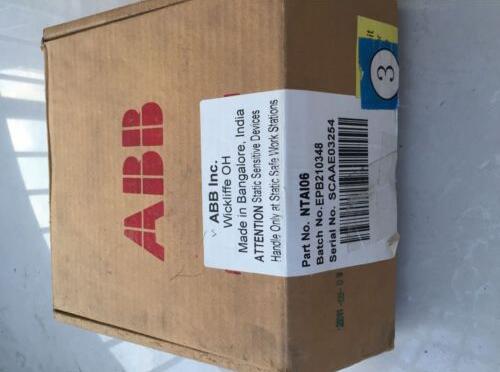 ABB
ABB Inc.
Wickliffe OH
Made in Bangalore, India
ATTENTION Static Sensitive Devices
Handle Only at Static Safe Work Stations
Part No. NTAI06
Batch No. EPB210348
Serial No. SCAAE03254
3